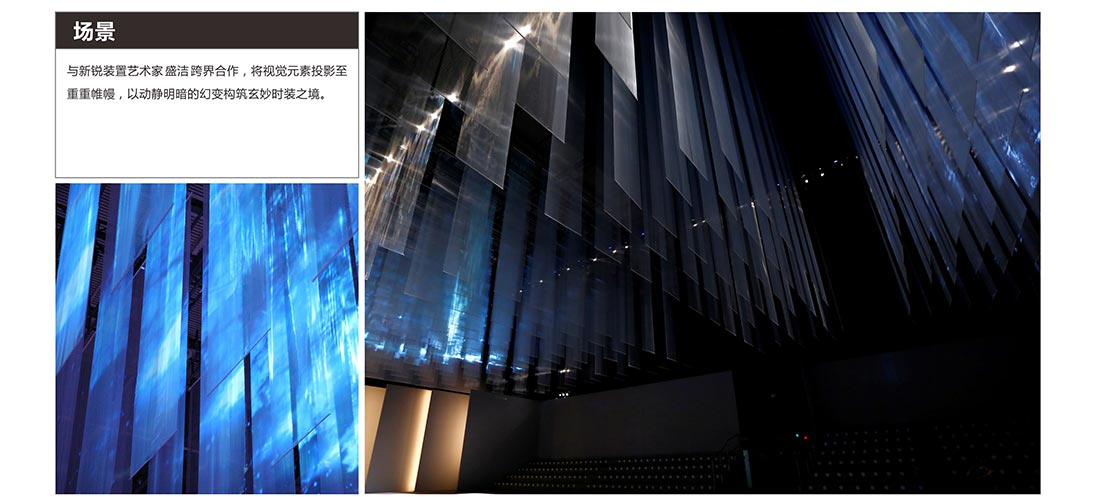 场景
与新锐装置艺术家 盛洁 跨界合作，将视觉元素投影至
重重帷幔，以动静明暗的幻变构筑玄妙时装之境。